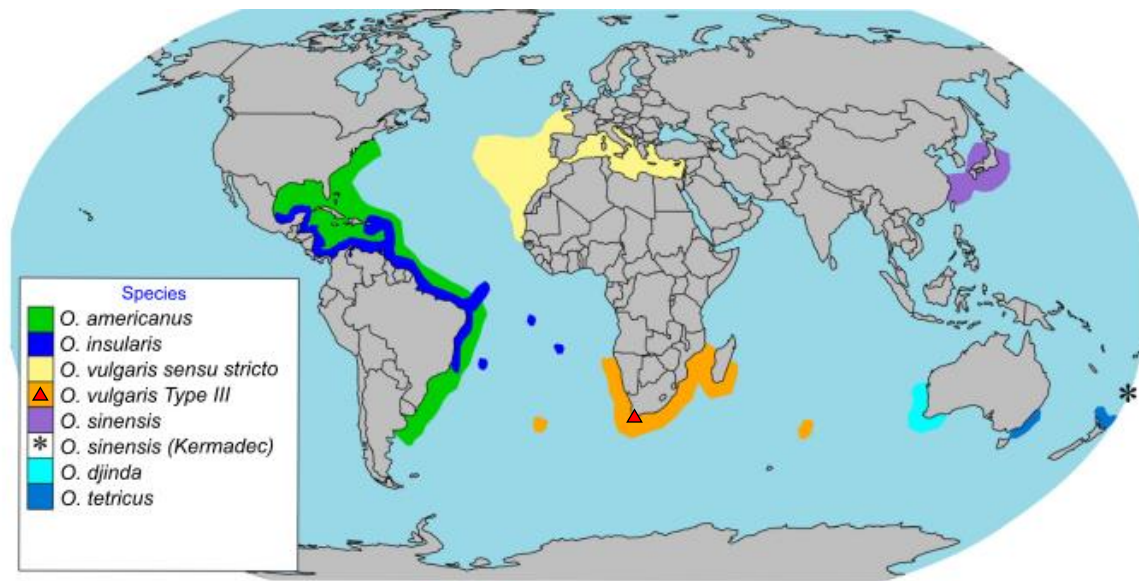 Species
O. americanus
O. insularis
O. vulgaris sensu stricto
O. vulgaris Type III
O. sinensis
* O. sinensis (Kermadec)
O. djinda
O. tetricus
*